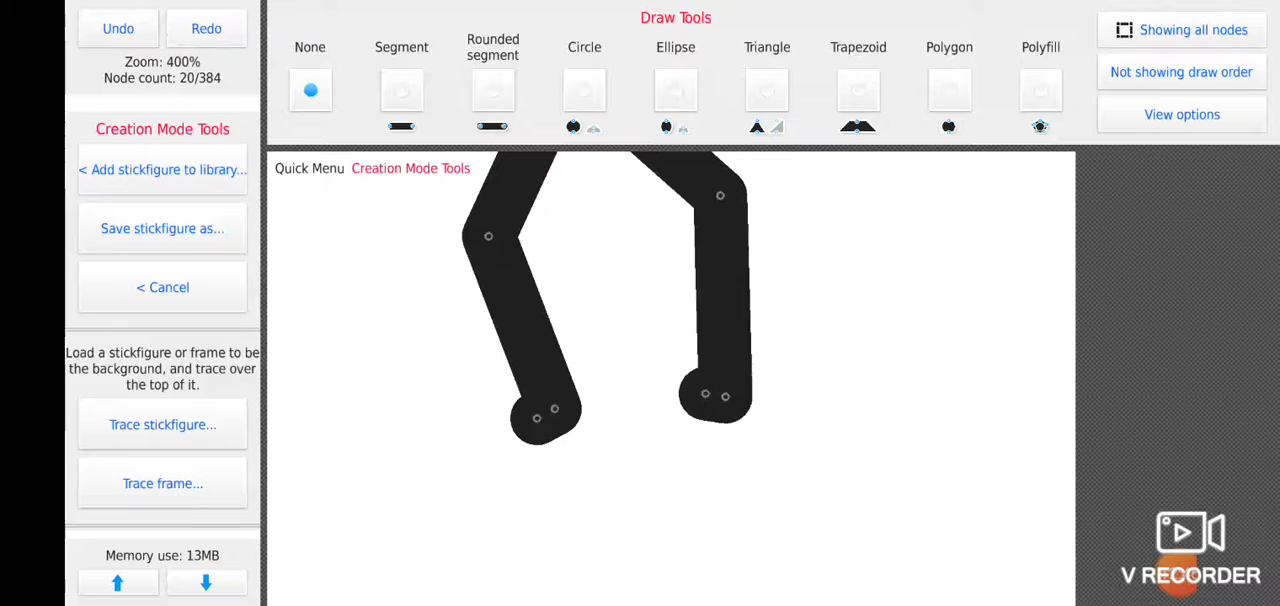 Undo
Redo
Zoom: 400%
Node count: 20/384
Creation Mode Tools
< Add stickfigure to library...
Save stickfigure as...
< Cancel
Load a stickfigure or frame to be
the background, and trace over
the top of it.
Trace stickfigure...
Trace frame...
Memory use: 13MB
Draw Tools
None
Segment
Rounded
segment
Circle
Ellipse
Triangle
Trapezoid
Polygon
Polyfill
Showing all nodes
Not showing draw order
View options
Quick Menu Creation Mode Tools
V RECORDER